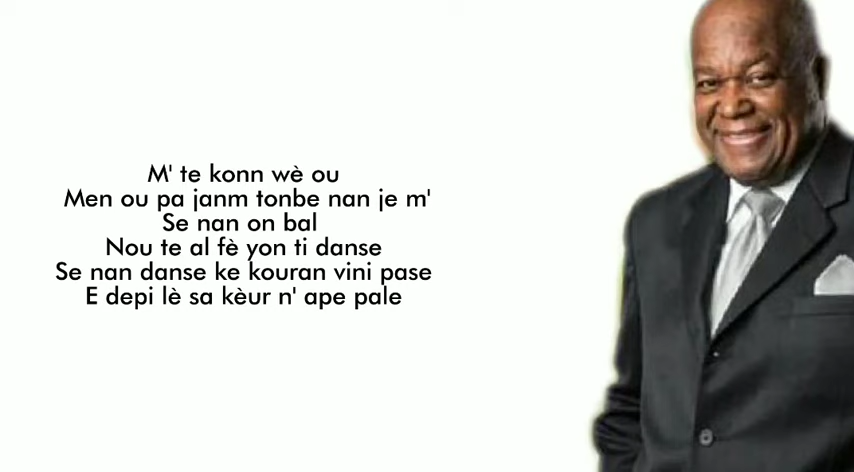 M' te konn wè ou
Men ou pa janm tonbe nan je m'
Se nan on bal
Nou te al fè yon ti danse
Se nan danse ke kouran vini pase
E depi lè sa kèur n' ape pale